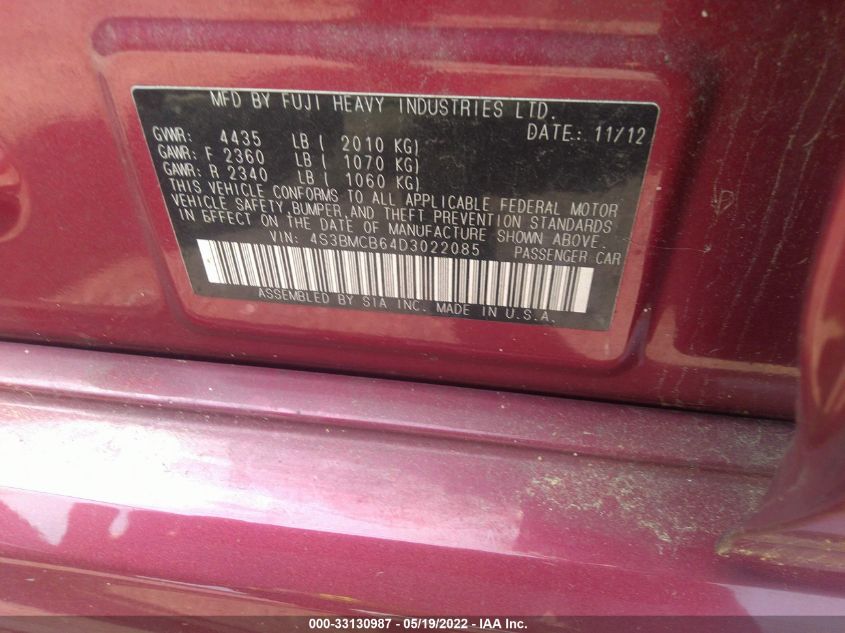 MFD BY FUJI HEAVY INDUSTRIES LTD.
DATE: 11/12
GVWR: 4435 LB ( 2010 KG)
GAWR: F 2360 LB ( 1070 KG)
GAWR: R 2340 LB ( 1060 KG)
THIS VEHICLE CONFORMS TO ALL APPLICABLE FEDERAL MOTOR
VEHICLE SAFETY, BUMPER, AND THEFT PREVENTION STANDARDS
IN EFFECT ON THE DATE OF MANUFACTURE SHOWN ABOVE.
VIN: 4S3BMCB64D3022085 PASSENGER CAR
ASSEMBLED BY SIA INC. MADE IN U.S.A.
000-33130987 - 05/19/2022 - IAA Inc.